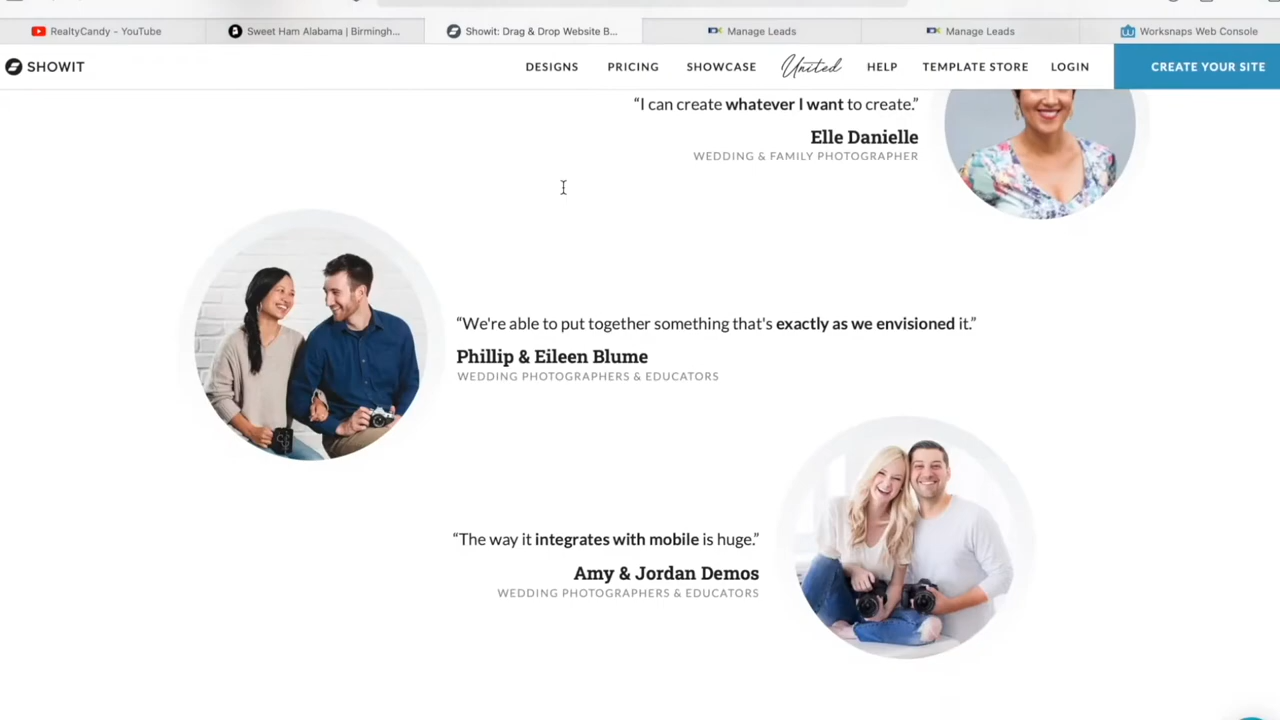 RealtyCandy – YouTube
Sweet Ham Alabama | Birmingh...
Showit: Drag & Drop Website B...
Manage Leads
Manage Leads
Worksnaps Web Console
SHOWIT
DESIGNS
PRICING
SHOWCASE
United
HELP
TEMPLATE STORE
LOGIN
CREATE YOUR SITE
“I can create whatever I want to create.”
Elle Danielle
WEDDING & FAMILY PHOTOGRAPHER
“We're able to put together something that's exactly as we envisioned it.”
Phillip & Eileen Blume
WEDDING PHOTOGRAPHERS & EDUCATORS
“The way it integrates with mobile is huge.”
Amy & Jordan Demos
WEDDING PHOTOGRAPHERS & EDUCATORS